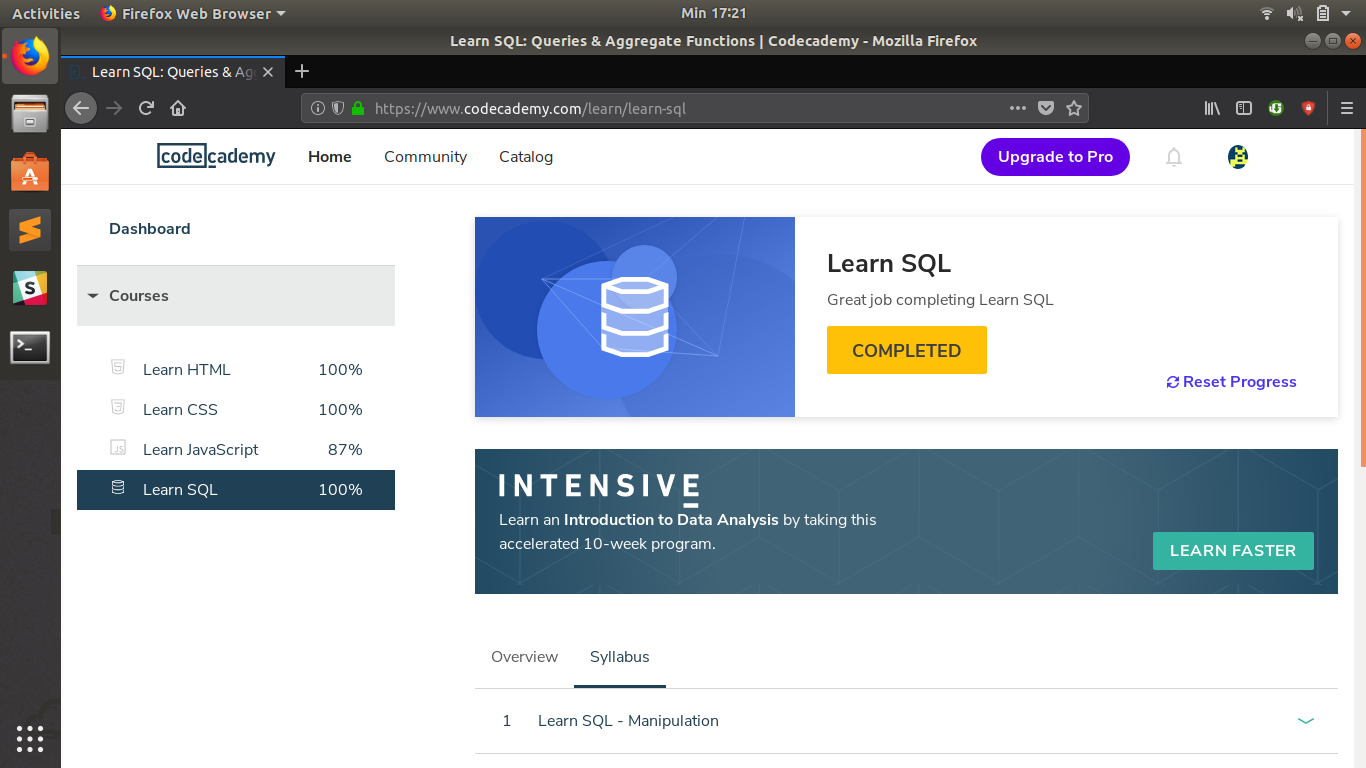 Activities Firefox Web Browser Min 17:21
Learn SQL: Queries & Aggregate Functions | Codecademy - Mozilla Firefox
Learn SQL: Queries & Agg
https://www.codecademy.com/learn/learn-sql
codecademy Home Community Catalog Upgrade to Pro
Dashboard
Courses
Learn HTML 100%
Learn CSS 100%
JS Learn JavaScript 87%
Learn SQL 100%
Learn SQL
Great job completing Learn SQL
COMPLETED
Reset Progress
INTENSIVE
Learn an Introduction to Data Analysis by taking this
accelerated 10-week program.
LEARN FASTER
Overview Syllabus
1 Learn SQL - Manipulation